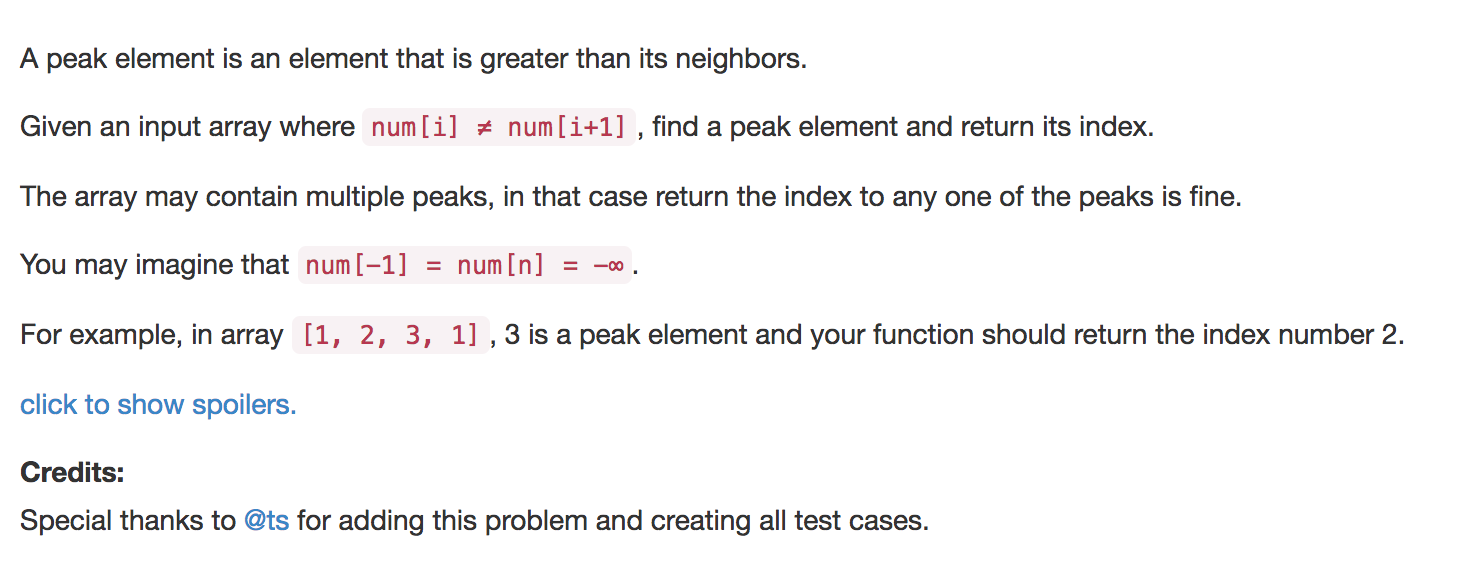 A peak element is an element that is greater than its neighbors.
Given an input array where num[i] ≠ num[i+1], find a peak element and return its index.
The array may contain multiple peaks, in that case return the index to any one of the peaks is fine.
You may imagine that num[-1] = num[n] = -∞.
For example, in array [1, 2, 3, 1], 3 is a peak element and your function should return the index number 2.
click to show spoilers.
Credits:
Special thanks to @ts for adding this problem and creating all test cases.